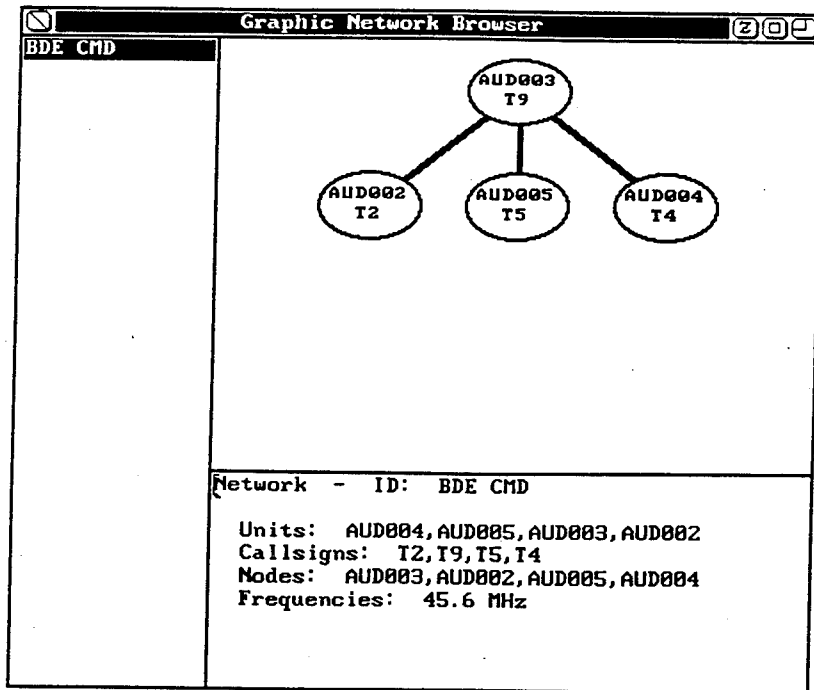 Graphic Network Browser
Z
BDE CMD
AUD003
T9
AUD002
T2
AUD005
T5
AUD004
T4
Network - ID: BDE CMD
Units: AUD004,AUD005,AUD003,AUD002
Callsigns: T2,T9,T5,T4
Nodes: AUD003,AUD002,AUD005,AUD004
Frequencies: 45.6 MHz